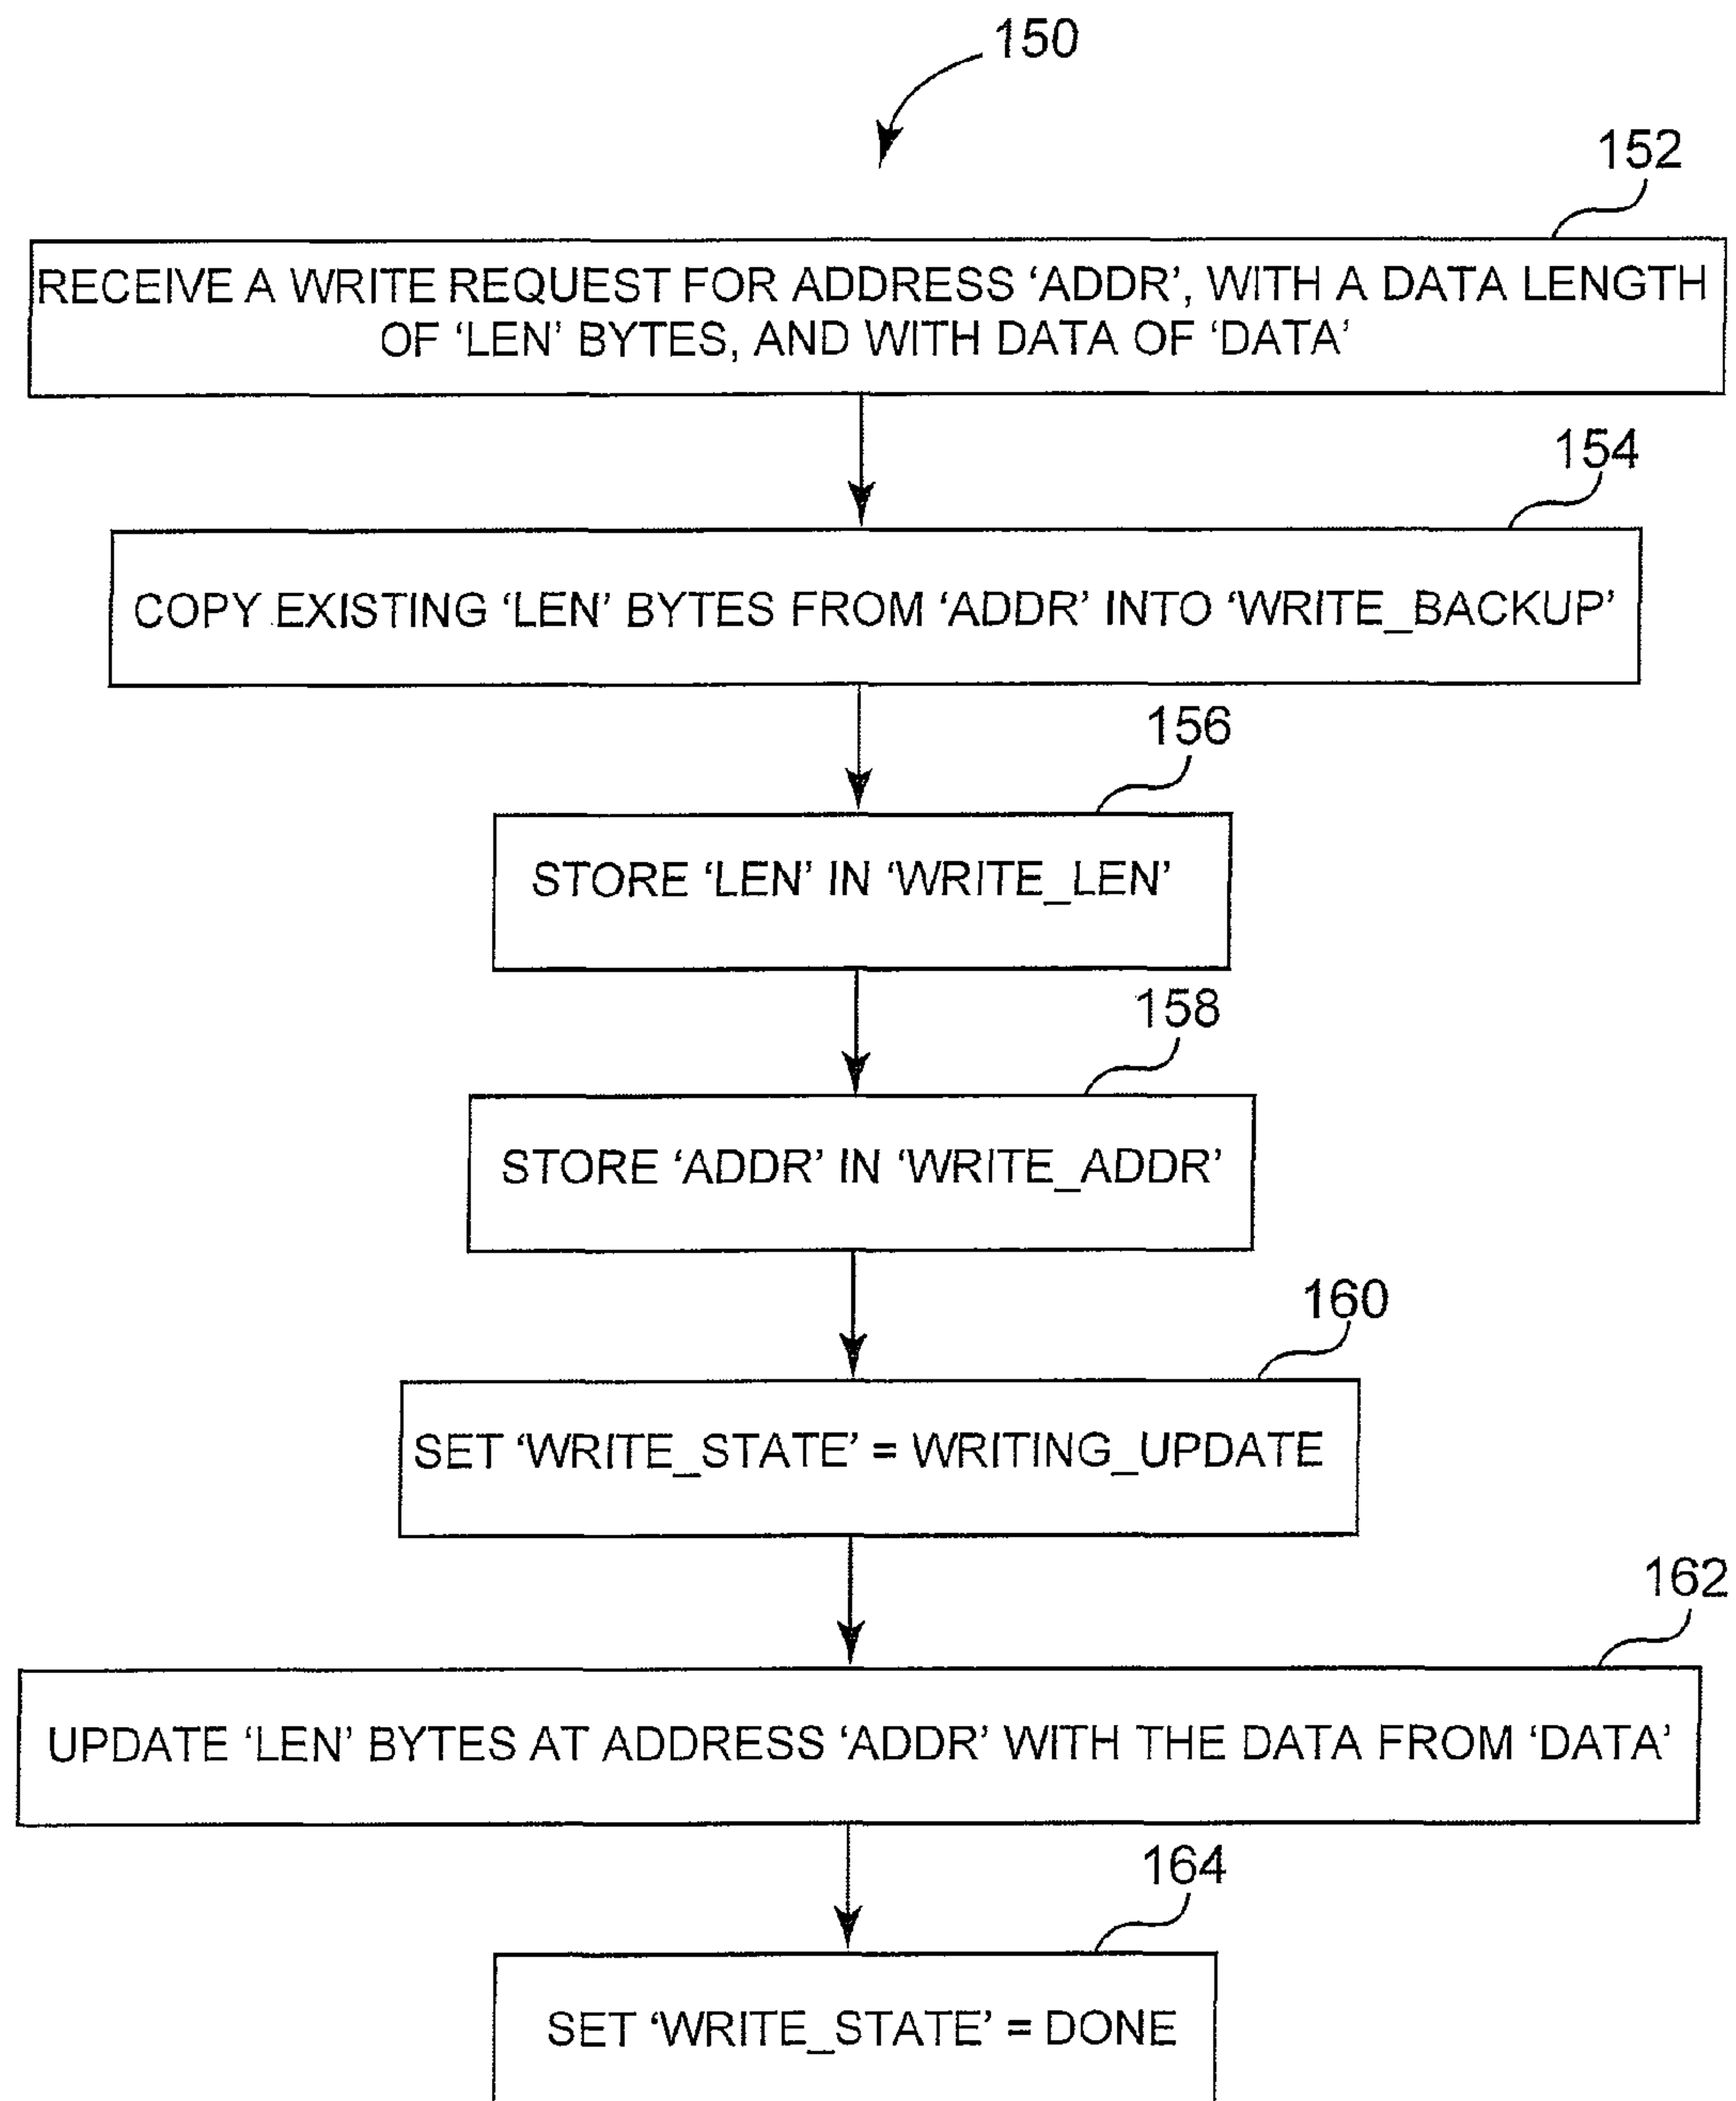 150
152
RECEIVE A WRITE REQUEST FOR ADDRESS ‘ADDR’, WITH A DATA LENGTH
OF ‘LEN’ BYTES, AND WITH DATA OF ‘DATA’
154
COPY EXISTING ‘LEN’ BYTES FROM ‘ADDR’ INTO ‘WRITE_BACKUP’
156
STORE ‘LEN’ IN ‘WRITE_LEN’
158
STORE ‘ADDR’ IN ‘WRITE_ADDR’
160
SET ‘WRITE_STATE’ = WRITING_UPDATE
162
UPDATE ‘LEN’ BYTES AT ADDRESS ‘ADDR’ WITH THE DATA FROM ‘DATA’
164
SET ‘WRITE_STATE’ = DONE